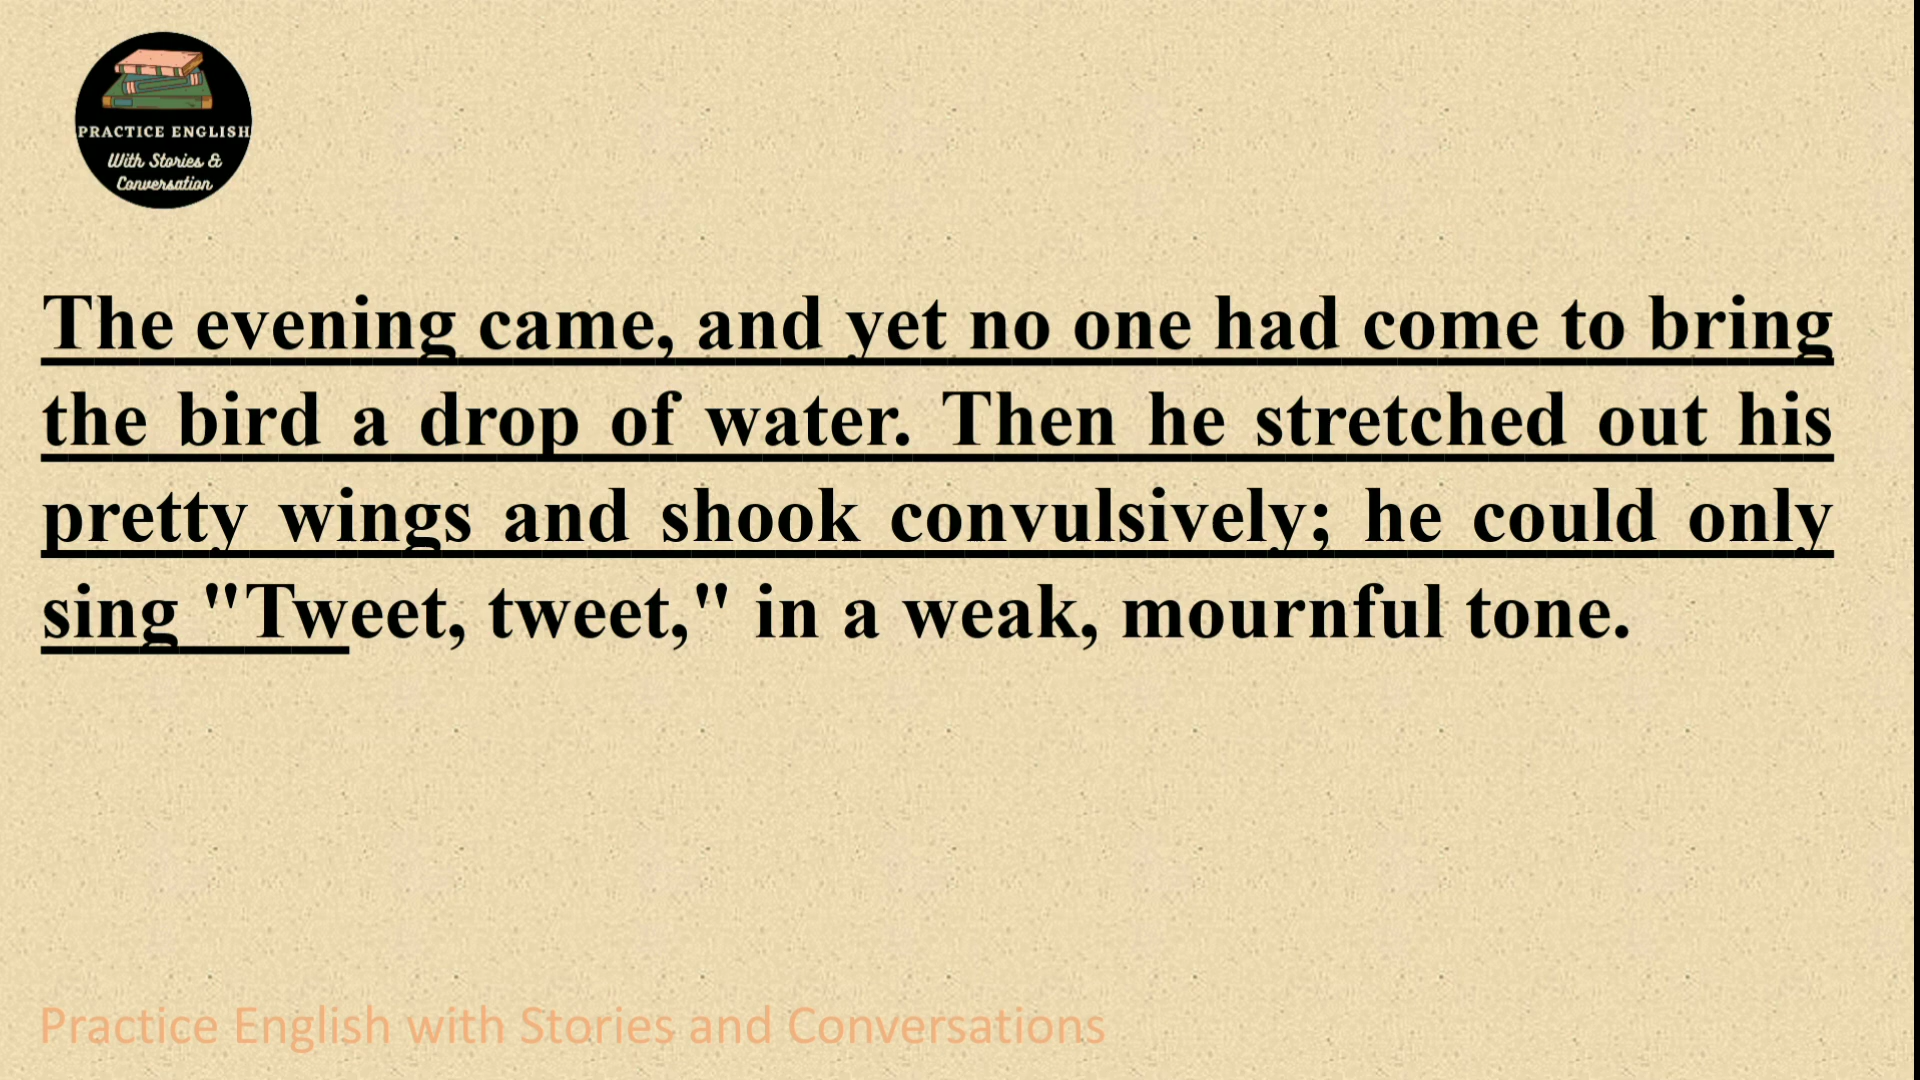 PRACTICE ENGLISH
With Stories &
Conversation
The evening came, and yet no one had come to bring
the bird a drop of water. Then he stretched out his
pretty wings and shook convulsively; he could only
sing "Tweet, tweet," in a weak, mournful tone.
Practice English with Stories and Conversations